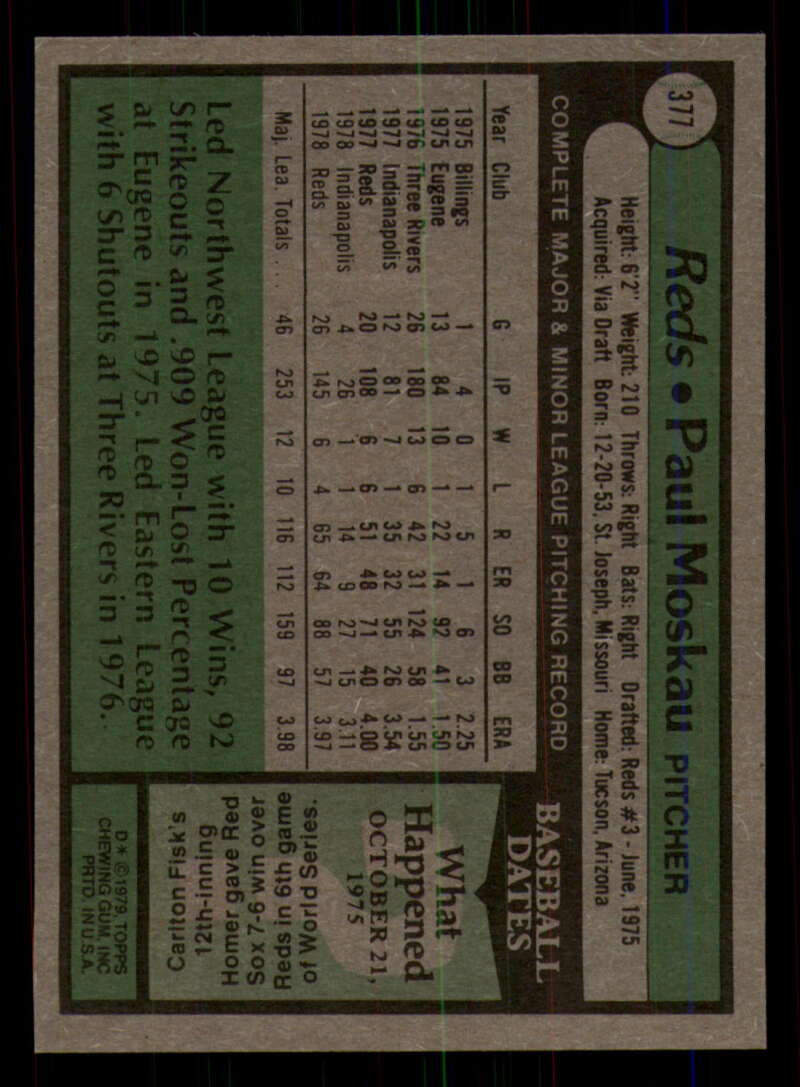 377
Reds • Paul Moskau PITCHER
Height: 6'2" Weight: 210 Throws: Right Bats: Right Drafted: Reds #3 - June, 1975
Acquired: Via Draft Born: 12-20-53, St. Joseph, Missouri Home: Tucson, Arizona
COMPLETE MAJOR & MINOR LEAGUE PITCHING RECORD
Year Club G IP W L R ER SO BB ERA
1975 Billings 1 4 0 1 5 1 6 3 2.25
1975 Eugene 13 84 10 1 22 14 92 41 1.50
1976 Three Rivers 26 180 13 6 42 31 124 58 1.55
1977 Indianapolis 12 81 7 1 35 32 55 26 3.54
1977 Reds 20 108 6 6 51 48 71 40 4.00
1978 Indianapolis 4 26 1 1 14 9 27 15 3.11
1978 Reds 26 145 6 4 65 64 88 57 3.97
Maj. Lea. Totals . . . 46 253 12 10 116 112 159 97 3.98
Led Northwest League with 10 Wins, 92
Strikeouts and .909 Won-Lost Percentage
at Eugene in 1975. Led Eastern League
with 6 Shutouts at Three Rivers in 1976.
BASEBALL
DATES
What
Happened
OCTOBER 21,
1975
Carlton Fisk's
12th-inning
Homer gave Red
Sox 7-6 win over
Reds in 6th game
of World Series.
D* ©1979, TOPPS
CHEWING GUM, INC.
PRTD. IN U.S.A.